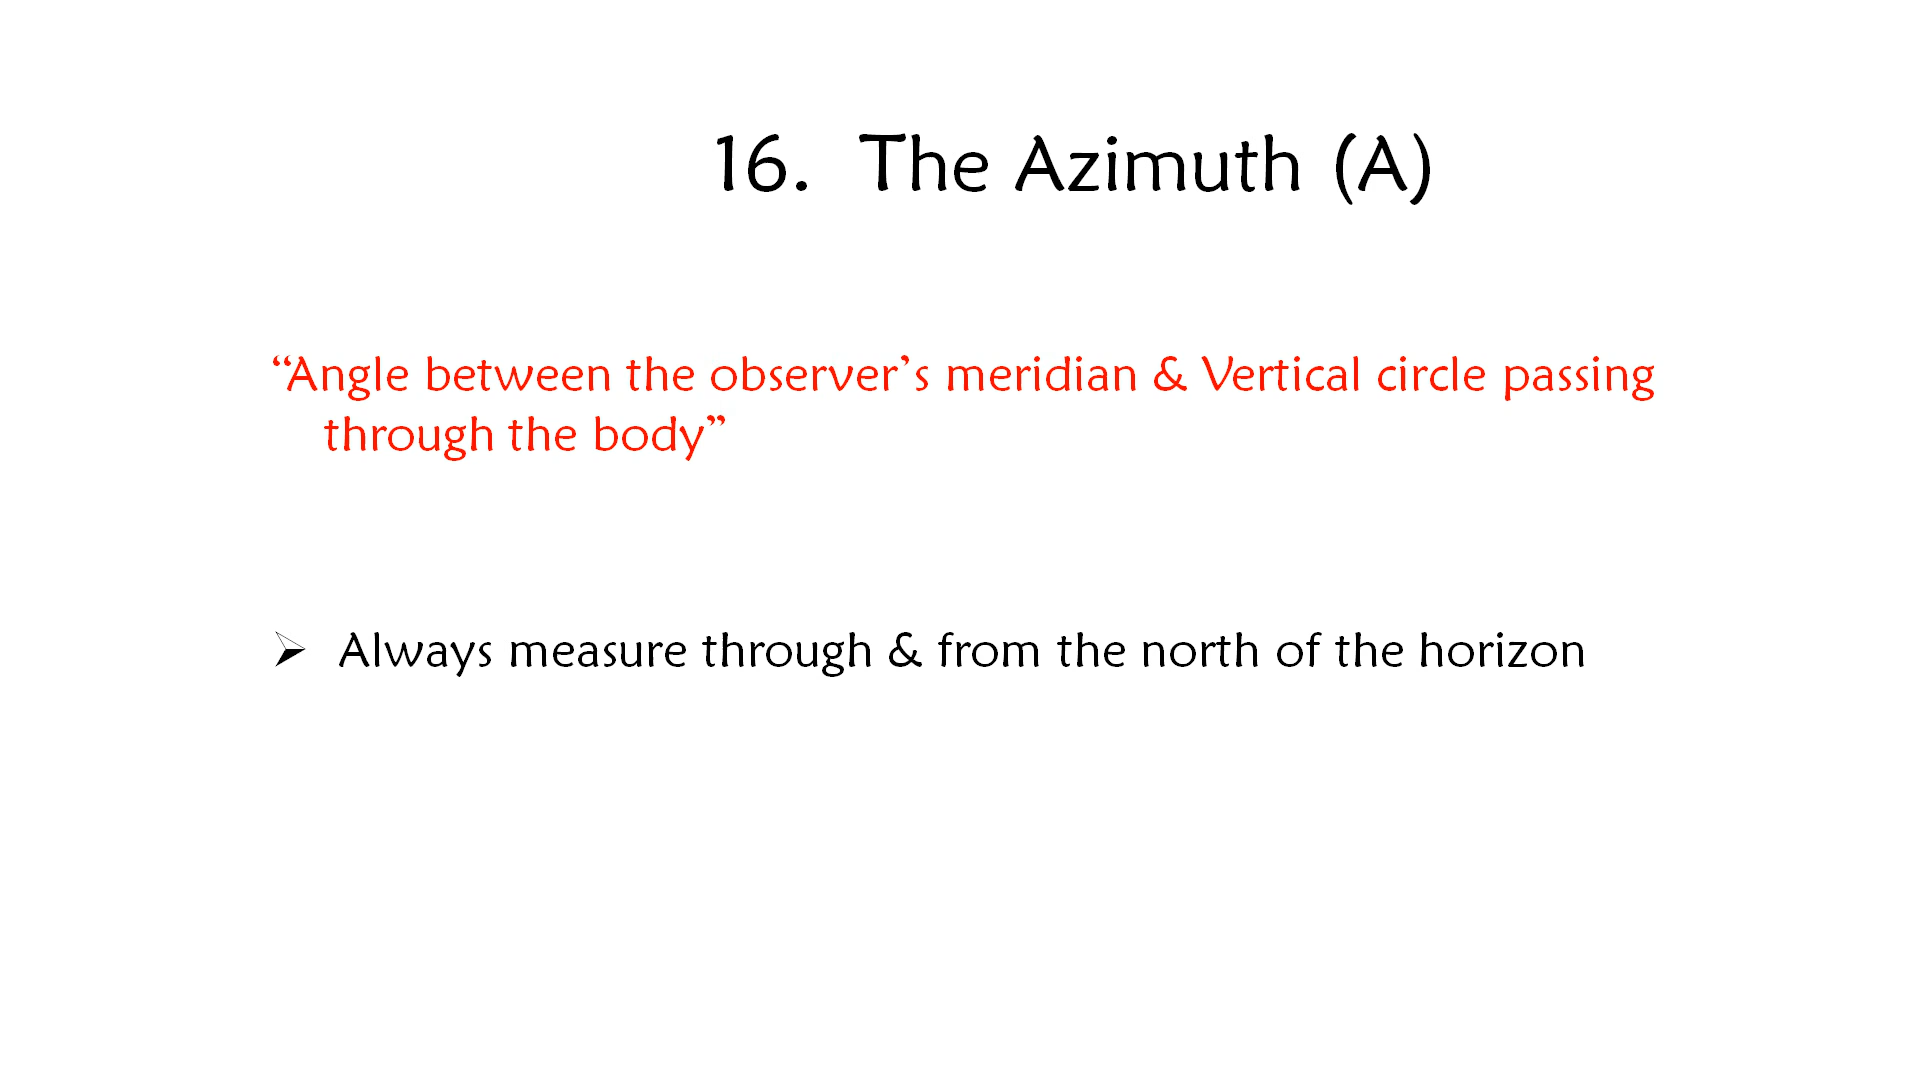 16. The Azimuth (A)
“Angle between the observer’s meridian & Vertical circle passing
through the body”
➢ Always measure through & from the north of the horizon